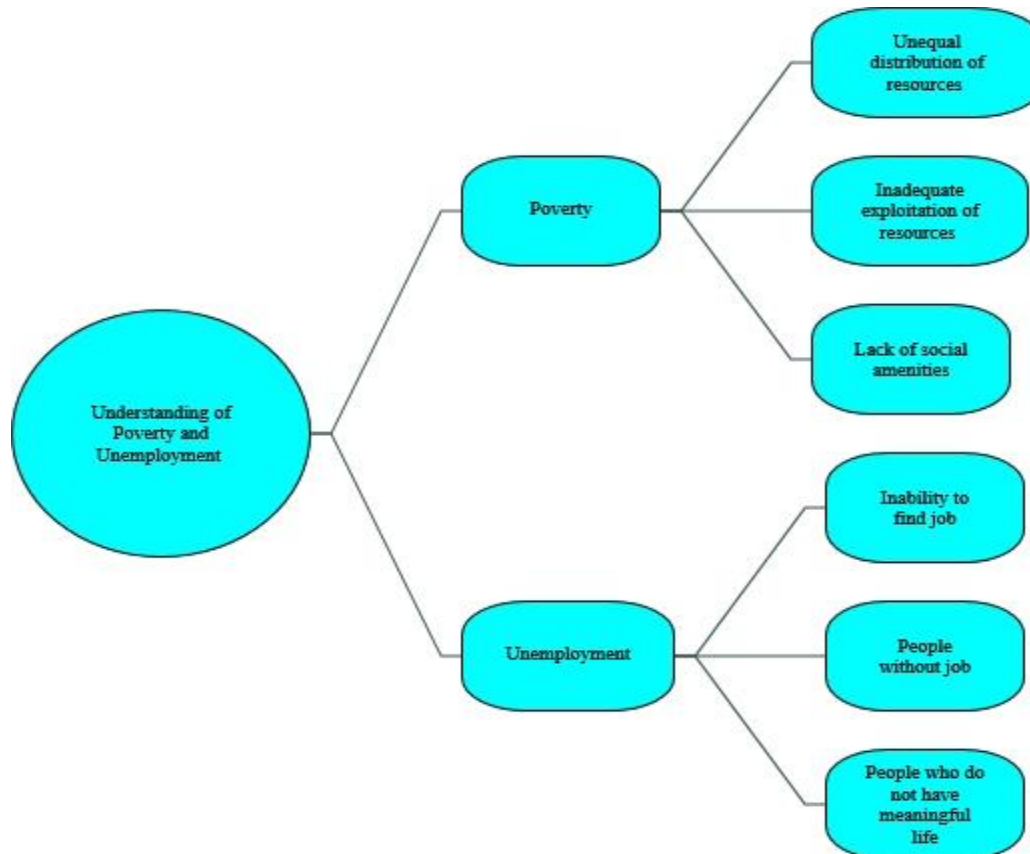 Understanding of
Poverty and
Unemployment
Poverty
Unequal
distribution of
resources
Inadequate
exploitation of
resources
Lack of social
amenities
Unemployment
Inability to
find job
People
without job
People who do
not have
meaningful
life